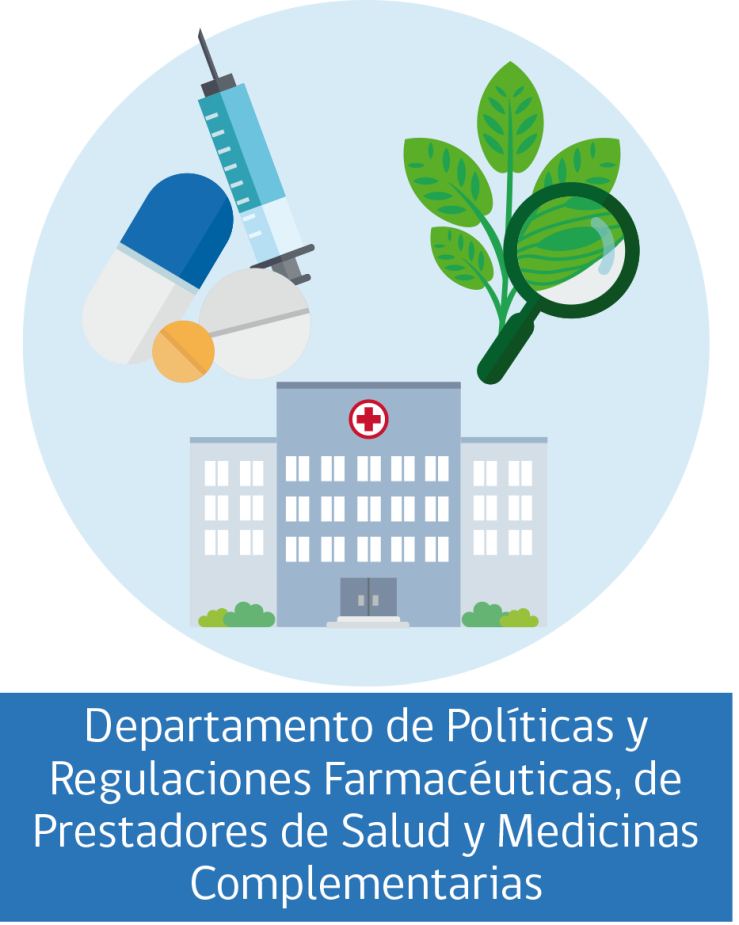 Departamento de Políticas y
Regulaciones Farmacéuticas, de
Prestadores de Salud y Medicinas
Complementarias